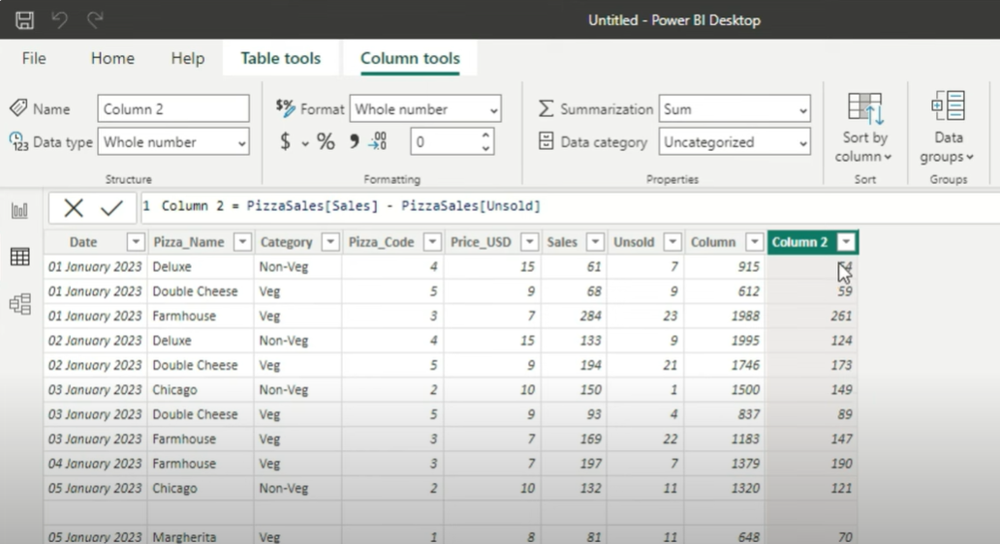 Untitled - Power BI Desktop
File Home Help Table tools Column tools
Name Column 2 $% Format Whole number Σ Summarization Sum
Sort by column Data groups
123 Data type Whole number $ % , .00 0 Data category Uncategorized
Structure Formatting Properties Sort Groups
1 Column 2 = PizzaSales[Sales] - PizzaSales[Unsold]
Date Pizza_Name Category Pizza_Code Price_USD Sales Unsold Column Column 2
01 January 2023 Deluxe Non-Veg 4 15 61 7 915
01 January 2023 Double Cheese Veg 5 9 68 9 612 59
01 January 2023 Farmhouse Veg 3 7 284 23 1988 261
02 January 2023 Deluxe Non-Veg 4 15 133 9 1995 124
02 January 2023 Double Cheese Veg 5 9 194 21 1746 173
03 January 2023 Chicago Non-Veg 2 10 150 1 1500 149
03 January 2023 Double Cheese Veg 5 9 93 4 837 89
03 January 2023 Farmhouse Veg 3 7 169 22 1183 147
04 January 2023 Farmhouse Veg 3 7 197 7 1379 190
05 January 2023 Chicago Non-Veg 2 10 132 11 1320 121
05 January 2023 Margherita Veg 1 8 81 11 648 70